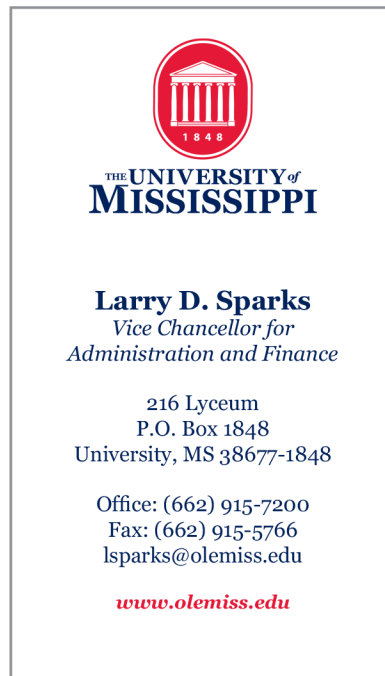 1848
THE UNIVERSITY of
MISSISSIPPI
Larry D. Sparks
Vice Chancellor for
Administration and Finance
216 Lyceum
P.O. Box 1848
University, MS 38677-1848
Office: (662) 915-7200
Fax: (662) 915-5766
lsparks@olemiss.edu
www.olemiss.edu